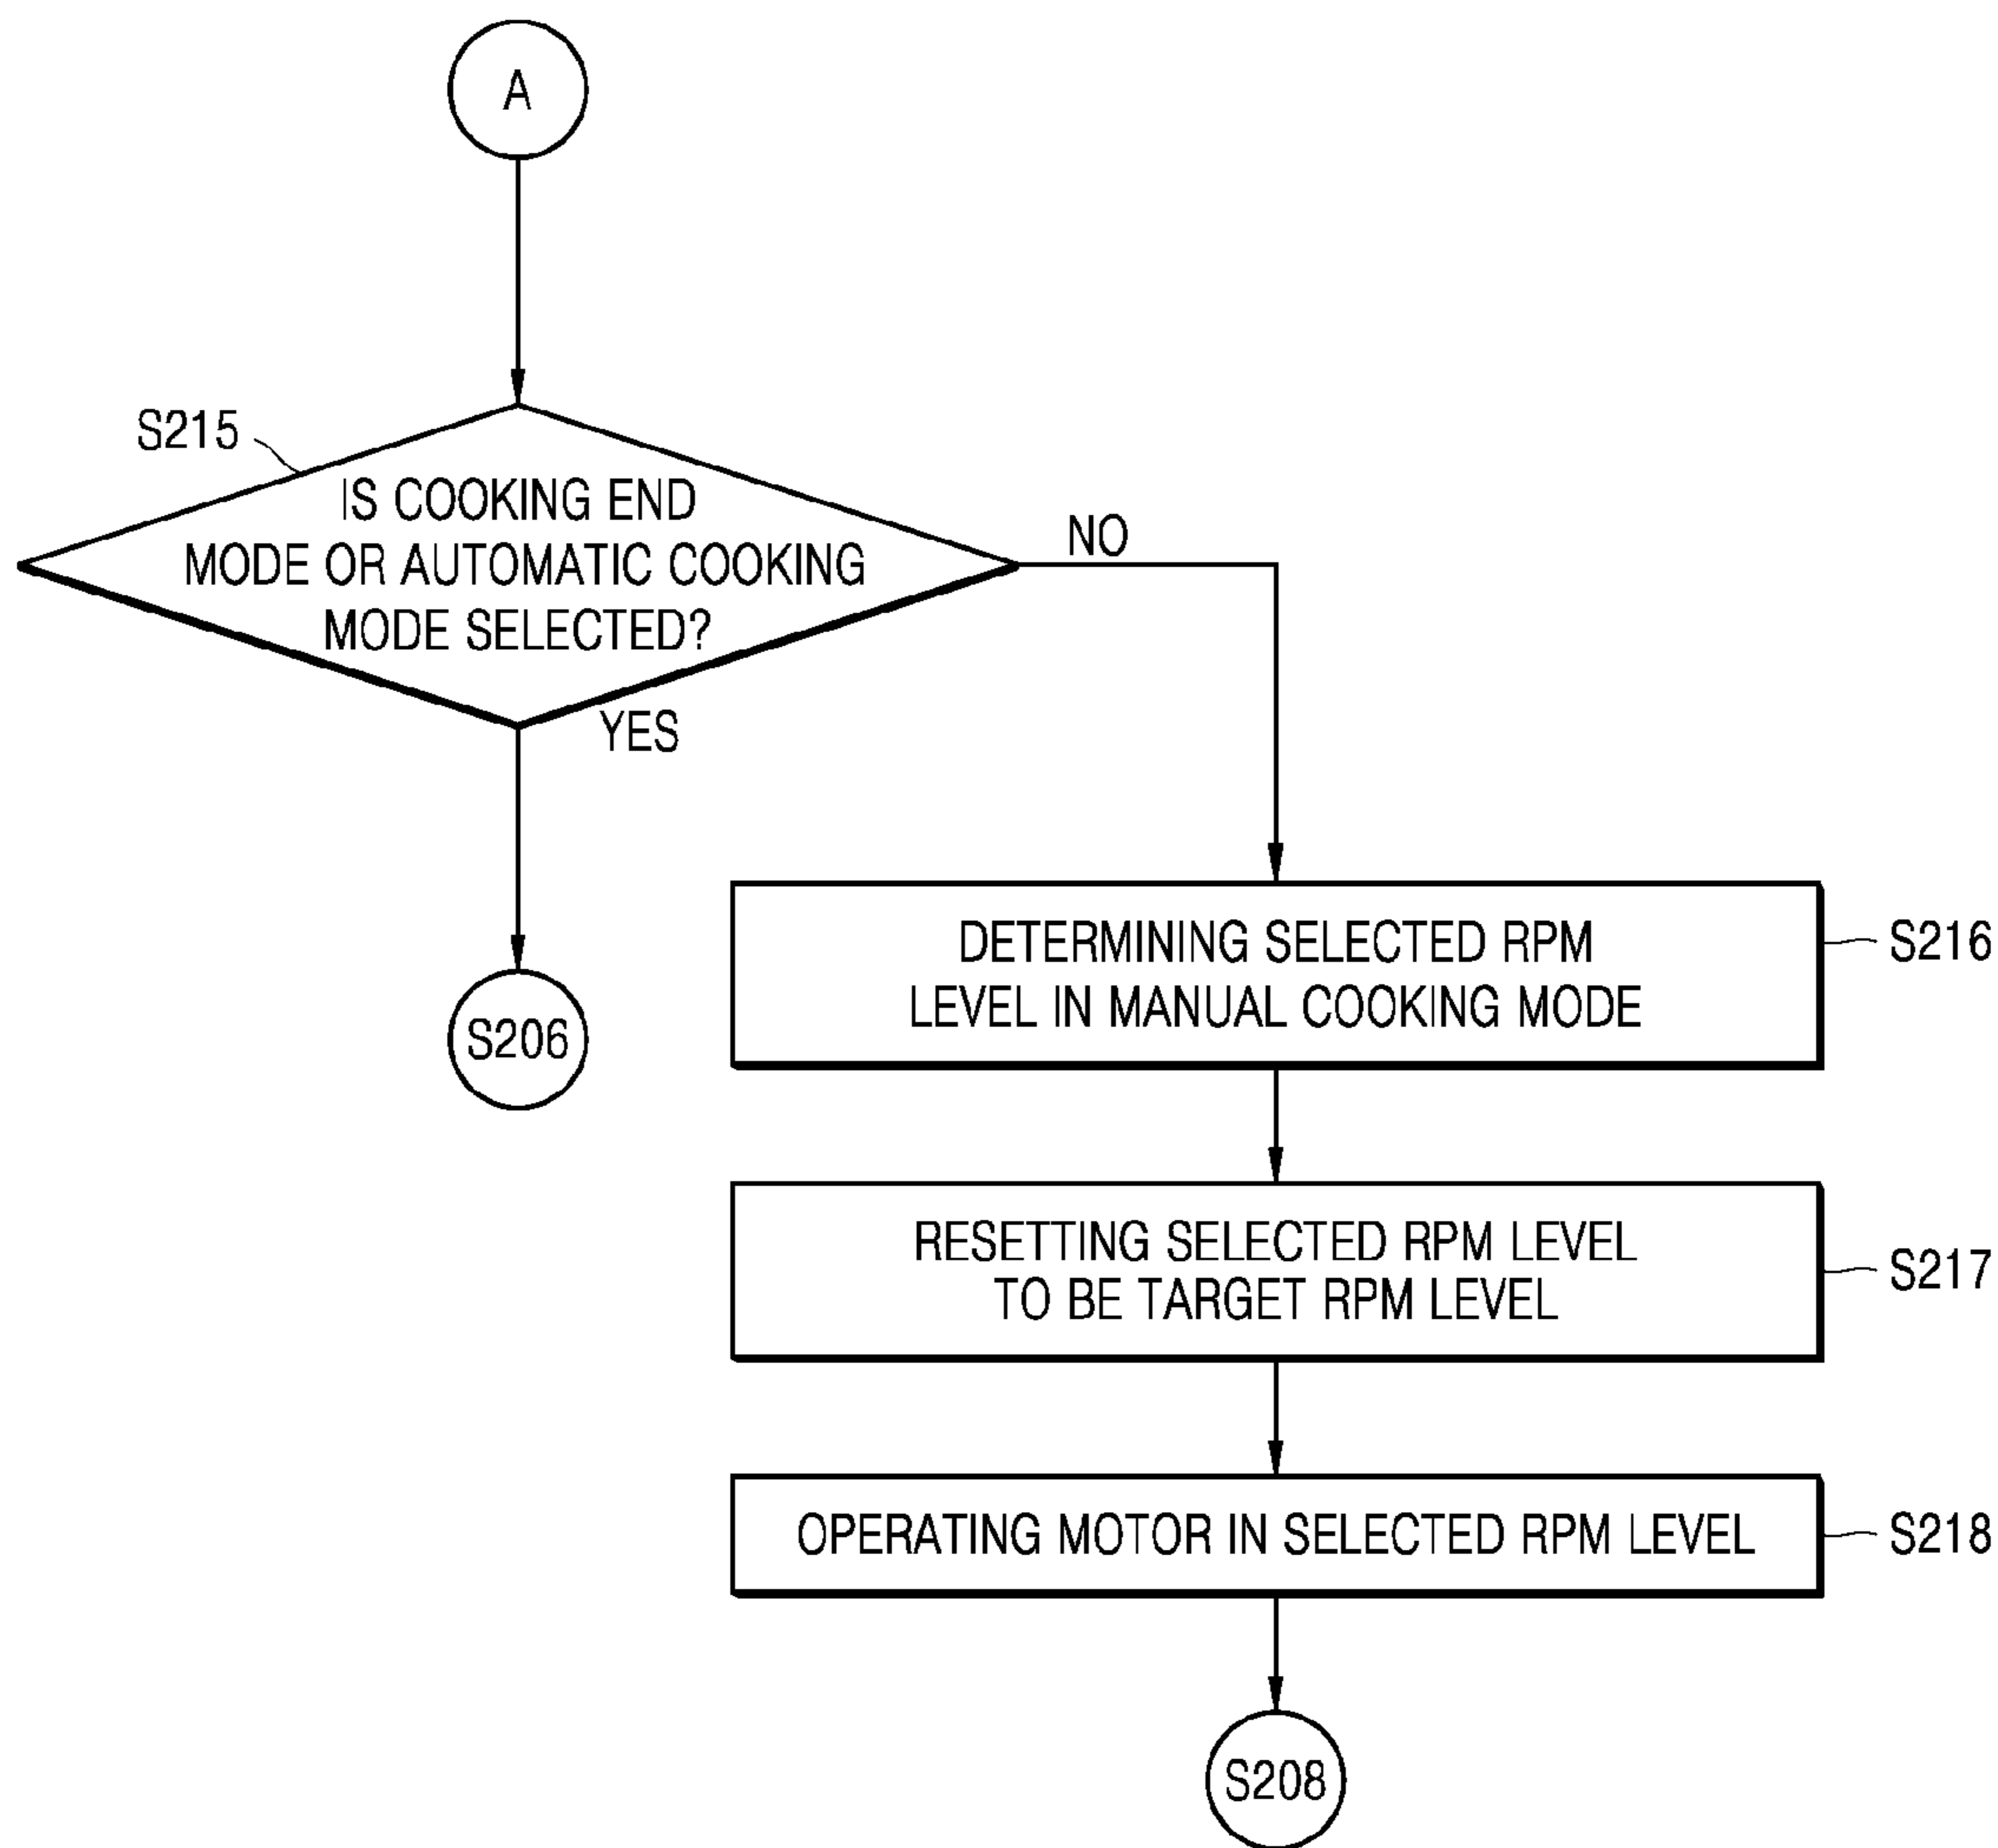 A
S215
IS COOKING END
MODE OR AUTOMATIC COOKING
MODE SELECTED?
NO
YES
S206
DETERMINING SELECTED RPM
LEVEL IN MANUAL COOKING MODE
S216
RESETTING SELECTED RPM LEVEL
TO BE TARGET RPM LEVEL
S217
OPERATING MOTOR IN SELECTED RPM LEVEL
S218
S208